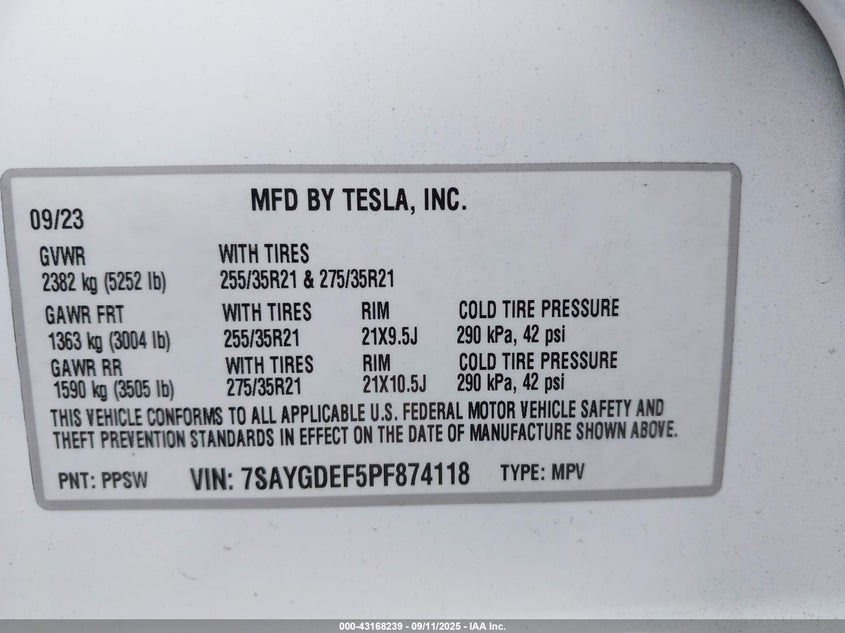 MFD BY TESLA, INC.
09/23
GVWR WITH TIRES
2382 kg (5252 lb) 255/35R21 & 275/35R21
GAWR FRT WITH TIRES RIM COLD TIRE PRESSURE
1363 kg (3004 lb) 255/35R21 21X9.5J 290 kPa, 42 psi
GAWR RR WITH TIRES RIM COLD TIRE PRESSURE
1590 kg (3505 lb) 275/35R21 21X10.5J 290 kPa, 42 psi
THIS VEHICLE CONFORMS TO ALL APPLICABLE U.S. FEDERAL MOTOR VEHICLE SAFETY AND
THEFT PREVENTION STANDARDS IN EFFECT ON THE DATE OF MANUFACTURE SHOWN ABOVE.
PNT: PPSW VIN: 7SAYGDEF5PF874118 TYPE: MPV
000-43168239 - 09/11/2025 - IAA Inc.